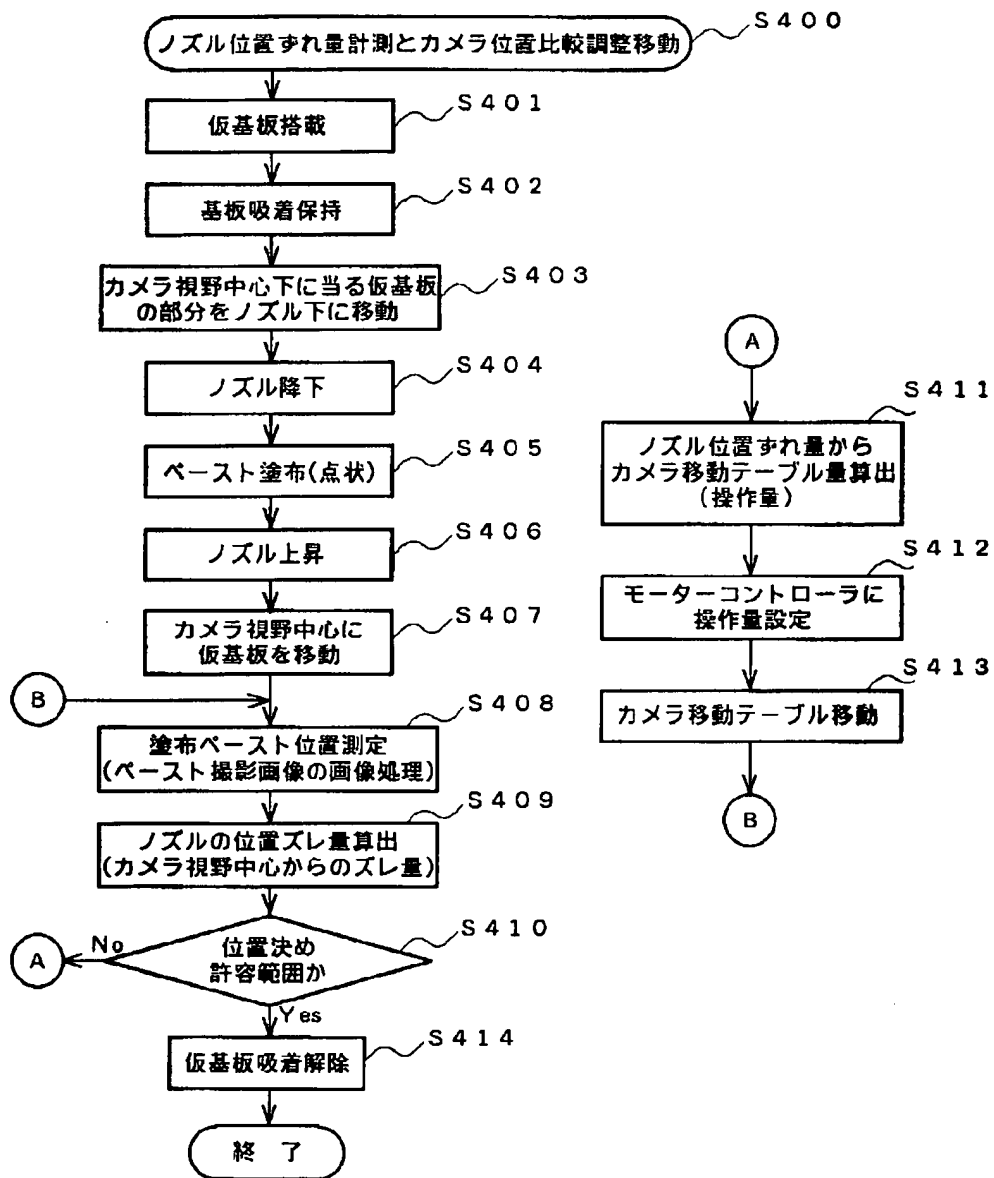 S400
ノズル位置ずれ量計測とカメラ位置比較調整移動
S401
仮基板搭載
S402
基板吸着保持
S403
カメラ視野中心下に当る仮基板
の部分をノズル下に移動
S404
ノズル降下
S405
ペースト塗布(点状)
S406
ノズル上昇
S407
カメラ視野中心に
仮基板を移動
B
S408
塗布ペースト位置測定
(ペースト撮影画像の画像処理)
S409
ノズルの位置ズレ量算出
(カメラ視野中心からのズレ量)
S410
位置決め
許容範囲か
No
A
Yes
S414
仮基板吸着解除
終 了
A
S411
ノズル位置ずれ量から
カメラ移動テーブル量算出
(操作量)
S412
モーターコントローラに
操作量設定
S413
カメラ移動テーブル移動
B